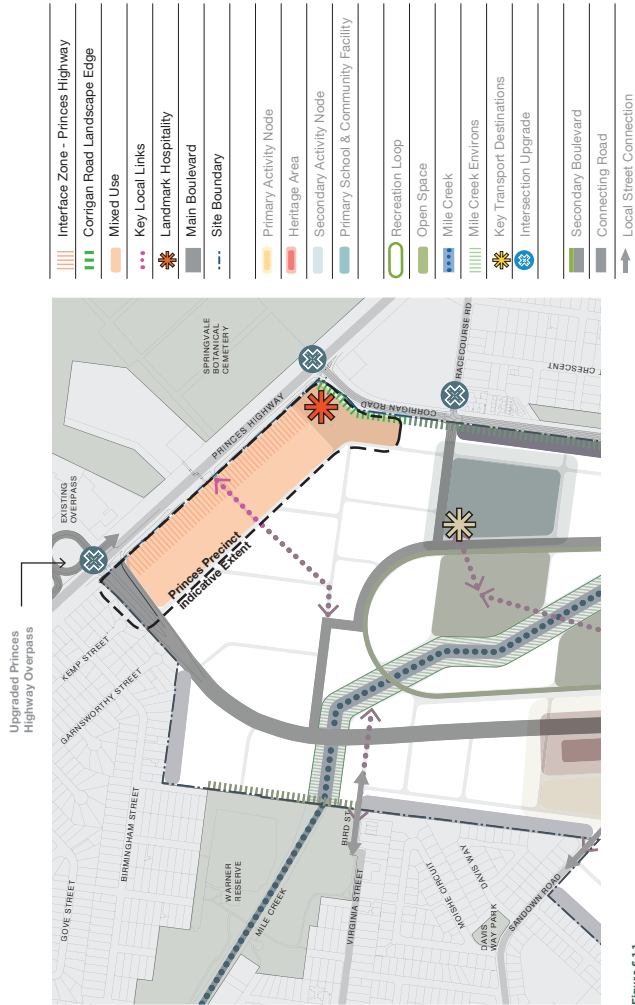 Interface Zone - Princes Highway
Corrigan Road Landscape Edge
Mixed Use
Key Local Links
Landmark Hospitality
Main Boulevard
Site Boundary
Primary Activity Node
Heritage Area
Secondary Activity Node
Primary School & Community Facility
Recreation Loop
Open Space
Mile Creek
Mile Creek Environs
Key Transport Destinations
Intersection Upgrade
Secondary Boulevard
Connecting Road
Local Street Connection
Upgraded Princes
Highway Overpass
EXISTING
OVERPASS
SPRINGVALE
BOTANICAL
CEMETERY
PRINCES HIGHWAY
CORRIGAN ROAD
RACECOURSE RD
T CRESCENT
Princes Precinct
Indicative Extent
KEMP STREET
GARNSWORTHY STREET
BIRMINGHAM STREET
GOVE STREET
WARNER
RESERVE
MILE CREEK
BIRD ST
VIRGINIA STREET
MOISHE CIRCUIT
DAVIS WAY
DAVIS
WAY PARK
SANDOWN ROAD